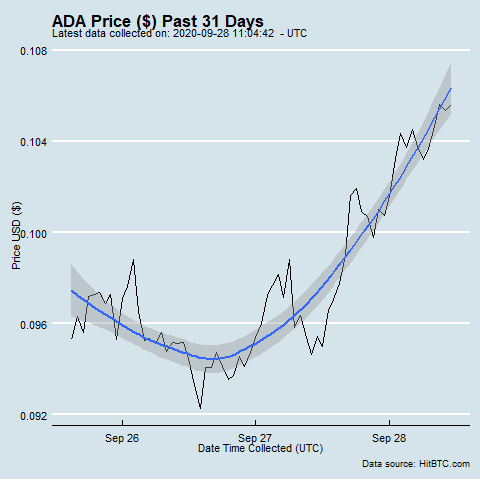 ADA Price ($) Past 31 Days
Latest data collected on: 2020-09-28 11:04:42 - UTC
0.108
0.104
0.100
0.096
0.092
Price USD ($)
Sep 26
Sep 27
Sep 28
Date Time Collected (UTC)
Data source: HitBTC.com